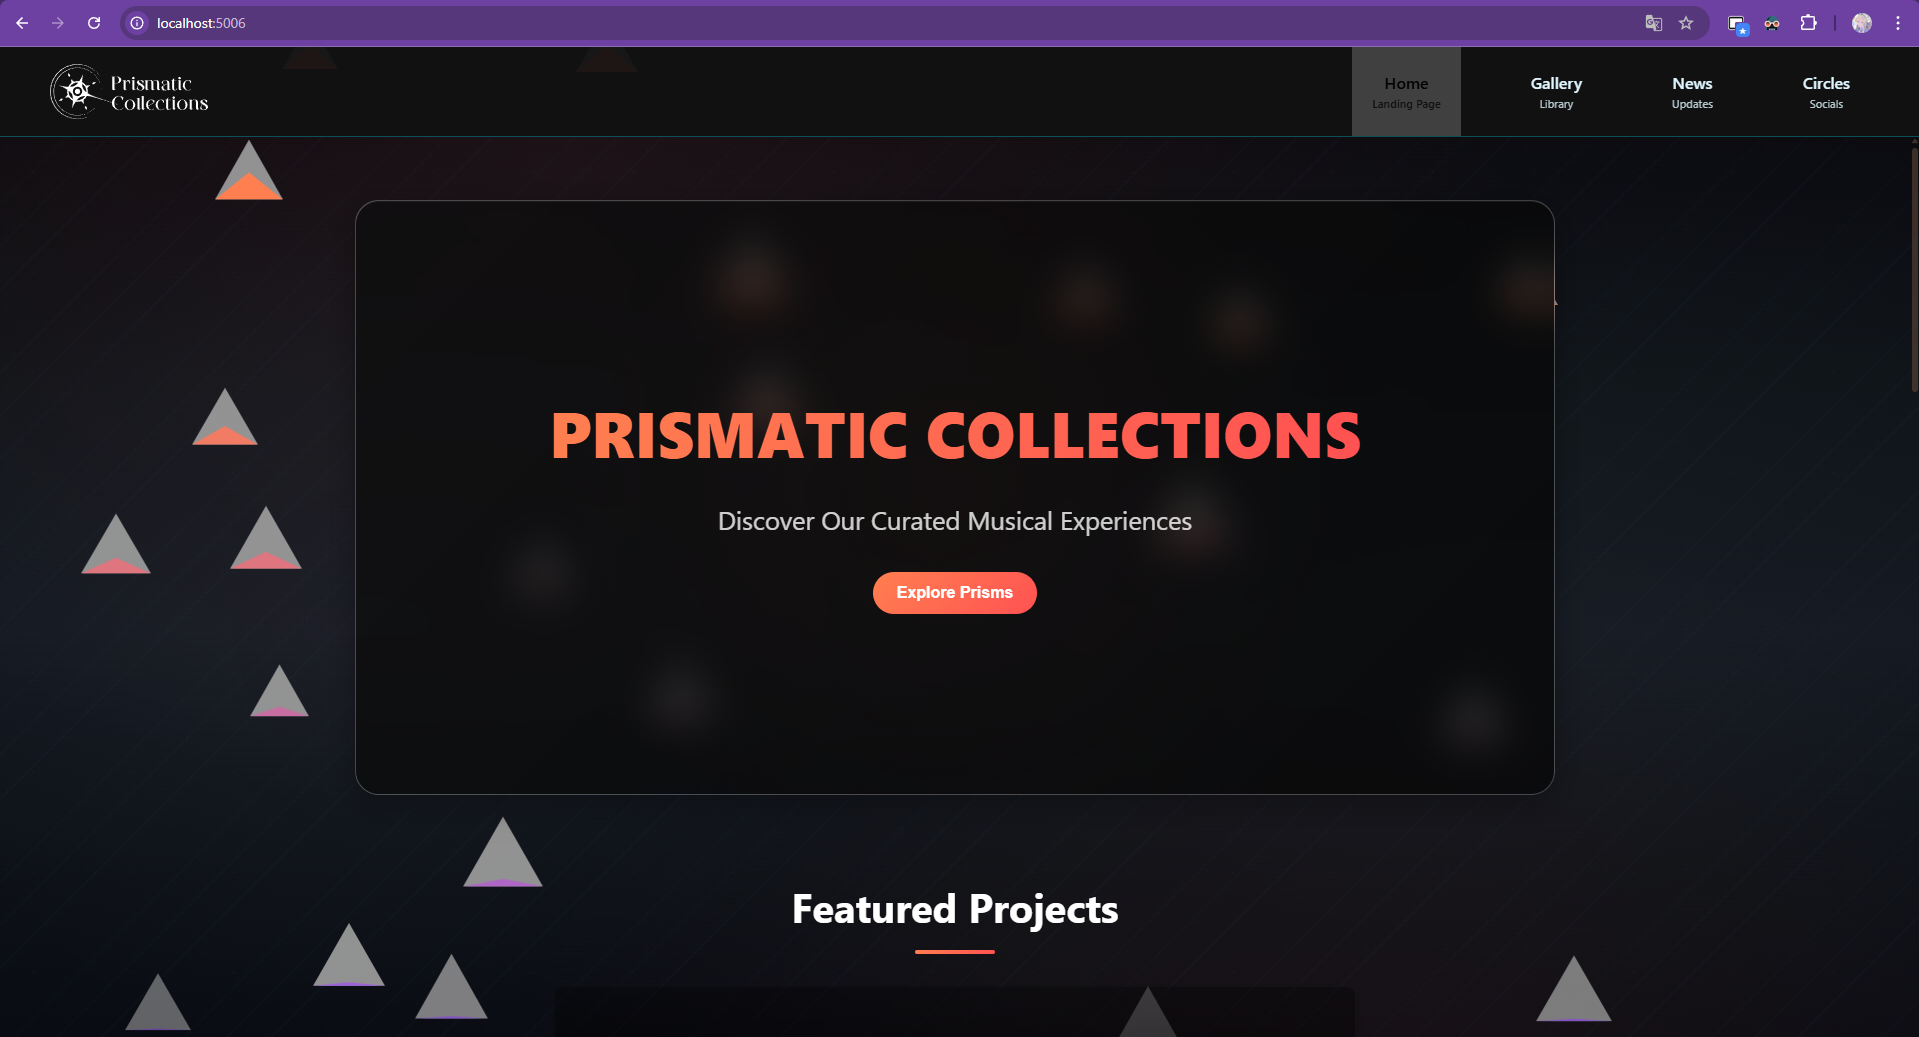 localhost:5006
Prismatic
Collections
Home
Landing Page
Gallery
Library
News
Updates
Circles
Socials
PRISMATIC COLLECTIONS
Discover Our Curated Musical Experiences
Explore Prisms
Featured Projects